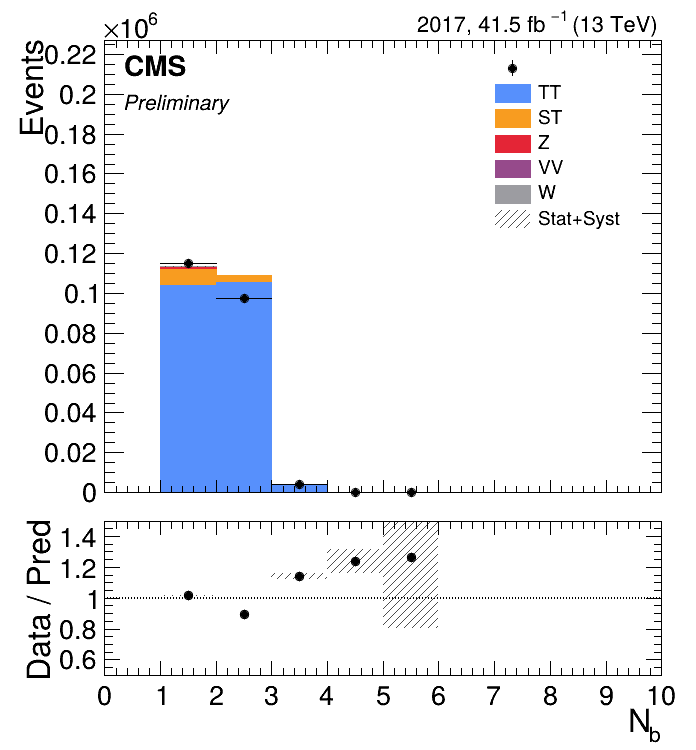 ×10⁶
2017, 41.5 fb⁻¹ (13 TeV)
Events
CMS
Preliminary
TT
ST
Z
VV
W
Stat+Syst
0.22
0.2
0.18
0.16
0.14
0.12
0.1
0.08
0.06
0.04
0.02
0
Data / Pred
1.4
1.2
1
0.8
0.6
0 1 2 3 4 5 6 7 8 9 10
N_b